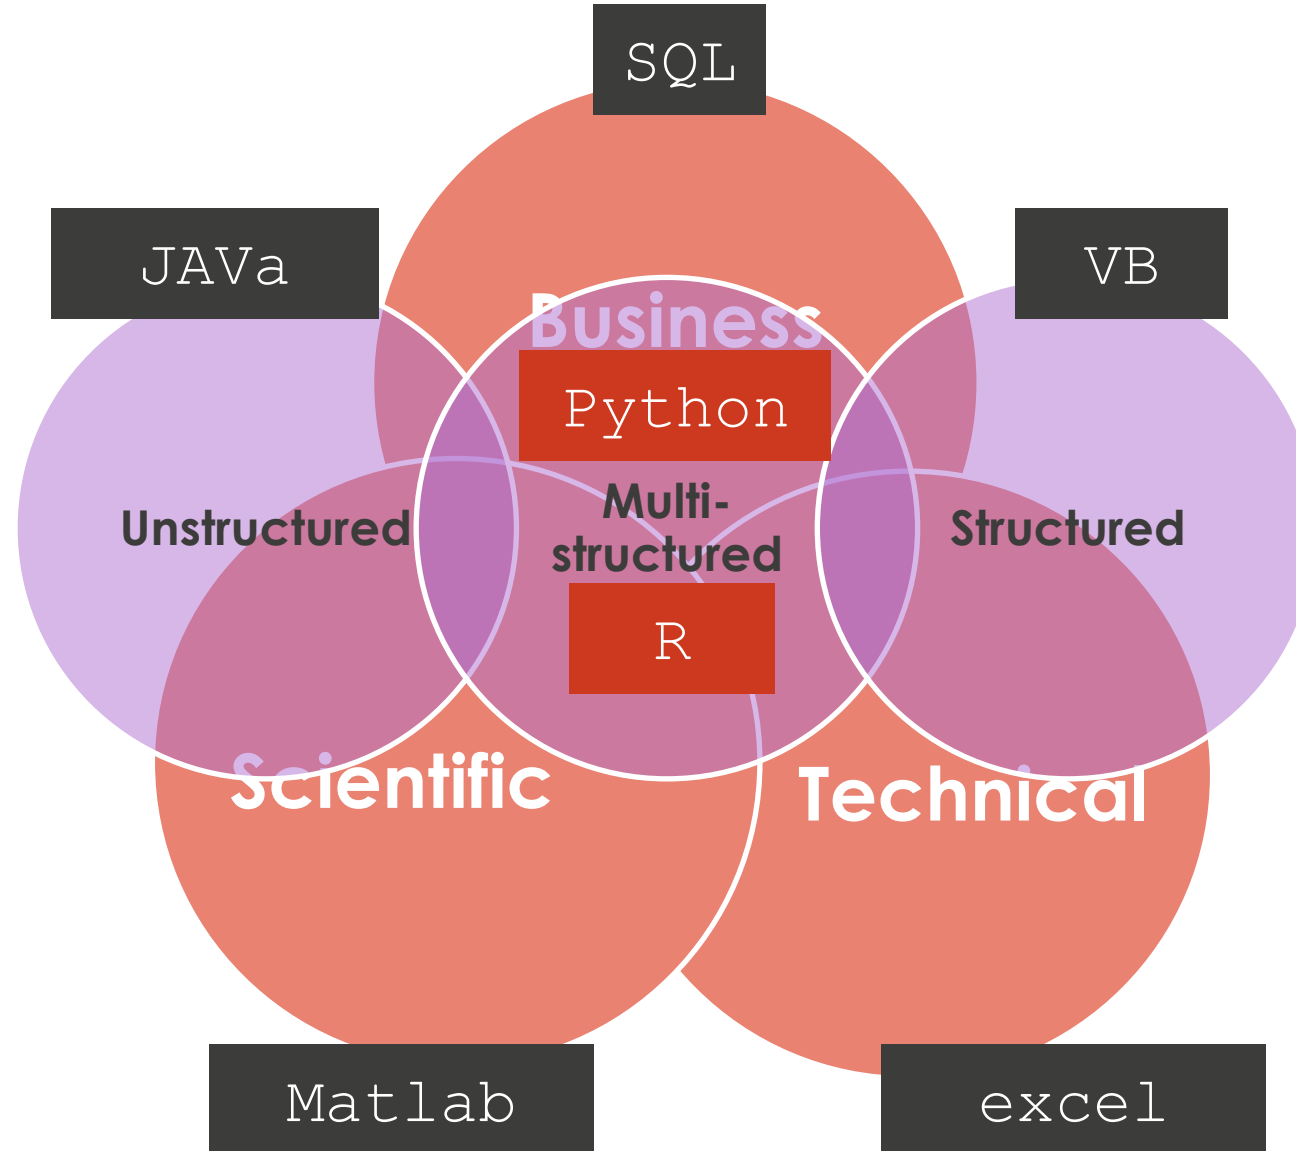 SQL
JAVa
VB
Business
Python
Multi-
structured
Unstructured
Structured
R
Scientific
Technical
Matlab
excel